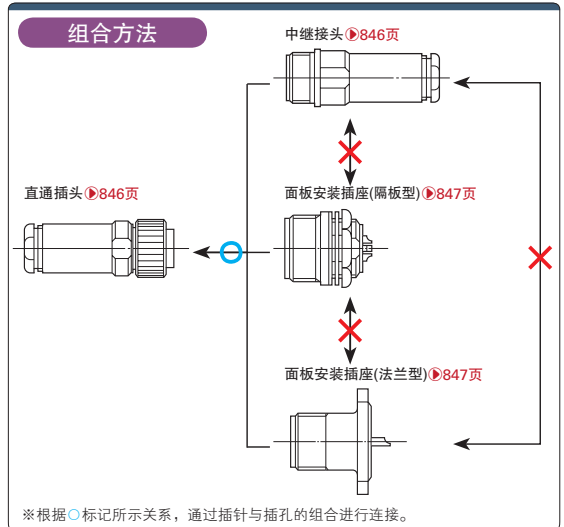 组合方法
中继接头▶846页
直通插头▶846页
面板安装插座(隔板型)▶847页
面板安装插座(法兰型)▶847页
※根据○标记所示关系，通过插针与插孔的组合进行连接。